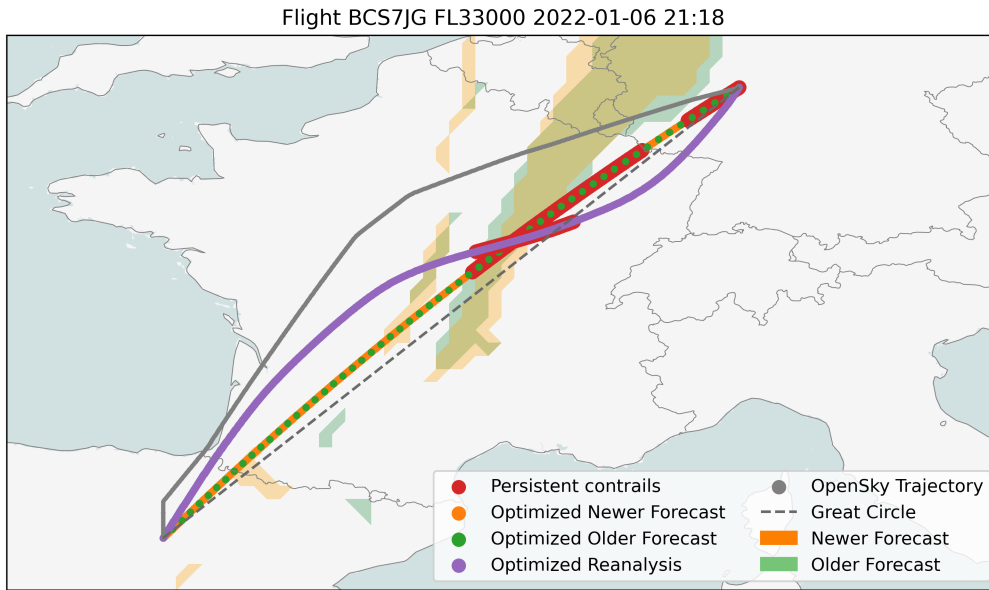 Flight BCS7JG FL33000 2022-01-06 21:18
Persistent contrails
Optimized Newer Forecast
Optimized Older Forecast
Optimized Reanalysis
OpenSky Trajectory
Great Circle
Newer Forecast
Older Forecast